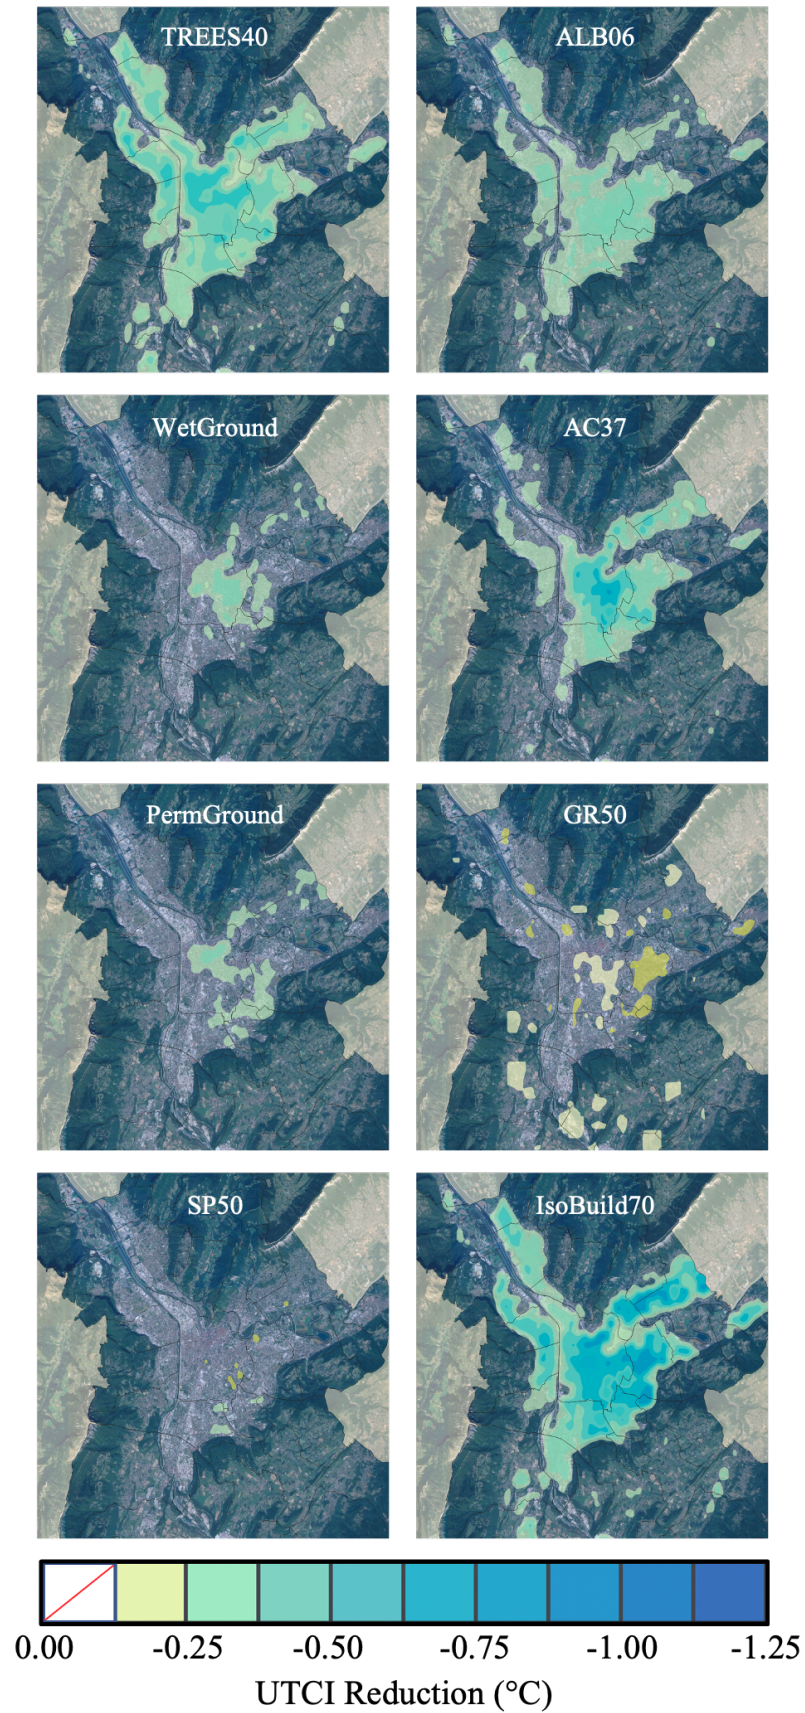 TREES40
ALB06
WetGround
AC37
PermGround
GR50
SP50
IsoBuild70
0.00 -0.25 -0.50 -0.75 -1.00 -1.25
UTCI Reduction (°C)